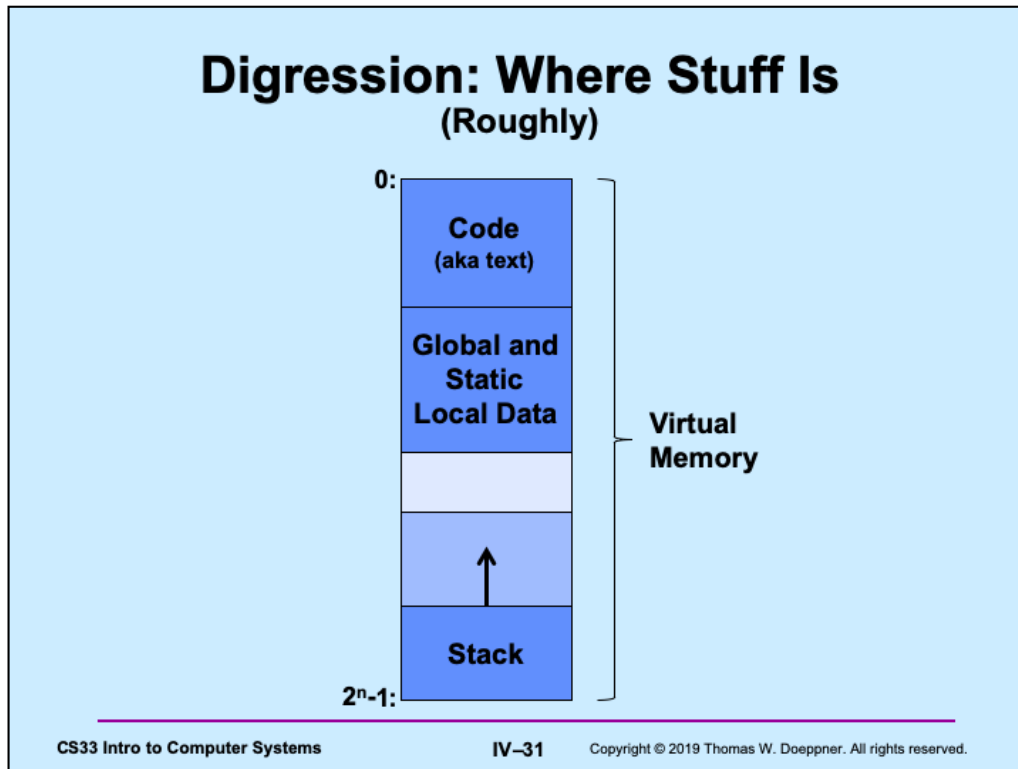 Digression: Where Stuff Is
(Roughly)
0:
Code
(aka text)
Global and
Static
Local Data
Virtual
Memory
Stack
2ⁿ-1:
CS33 Intro to Computer Systems
IV–31
Copyright © 2019 Thomas W. Doeppner. All rights reserved.